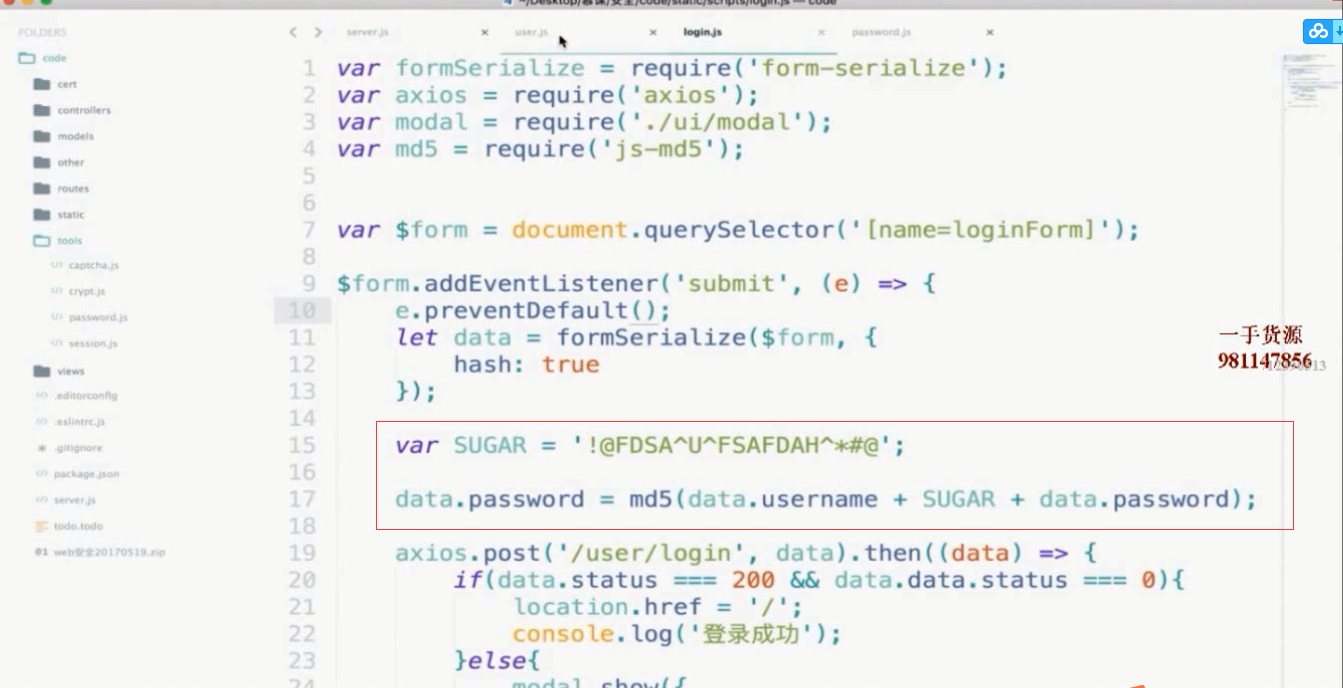 ~/Desktop/慕课/安全/code/static/scripts/login.js — code
FOLDERS
code
cert
controllers
models
other
routes
static
tools
captcha.js
crypt.js
password.js
session.js
views
.editorconfig
.eslintrc.js
.gitignore
package.json
server.js
todo.todo
web安全20170519.zip
server.js
user.js
login.js
password.js
1 var formSerialize = require('form-serialize');
2 var axios = require('axios');
3 var modal = require('./ui/modal');
4 var md5 = require('js-md5');
5
6
7 var $form = document.querySelector('[name=loginForm]');
8
9 $form.addEventListener('submit', (e) => {
10 e.preventDefault();
11 let data = formSerialize($form, {
12 hash: true
13 });
14
15 var SUGAR = '!@FDSA^U^FSAFDAH^*#@';
16
17 data.password = md5(data.username + SUGAR + data.password);
18
19 axios.post('/user/login', data).then((data) => {
20 if(data.status === 200 && data.data.status === 0){
21 location.href = '/';
22 console.log('登录成功');
23 }else{
24 modal.show({
一手货源
981147856